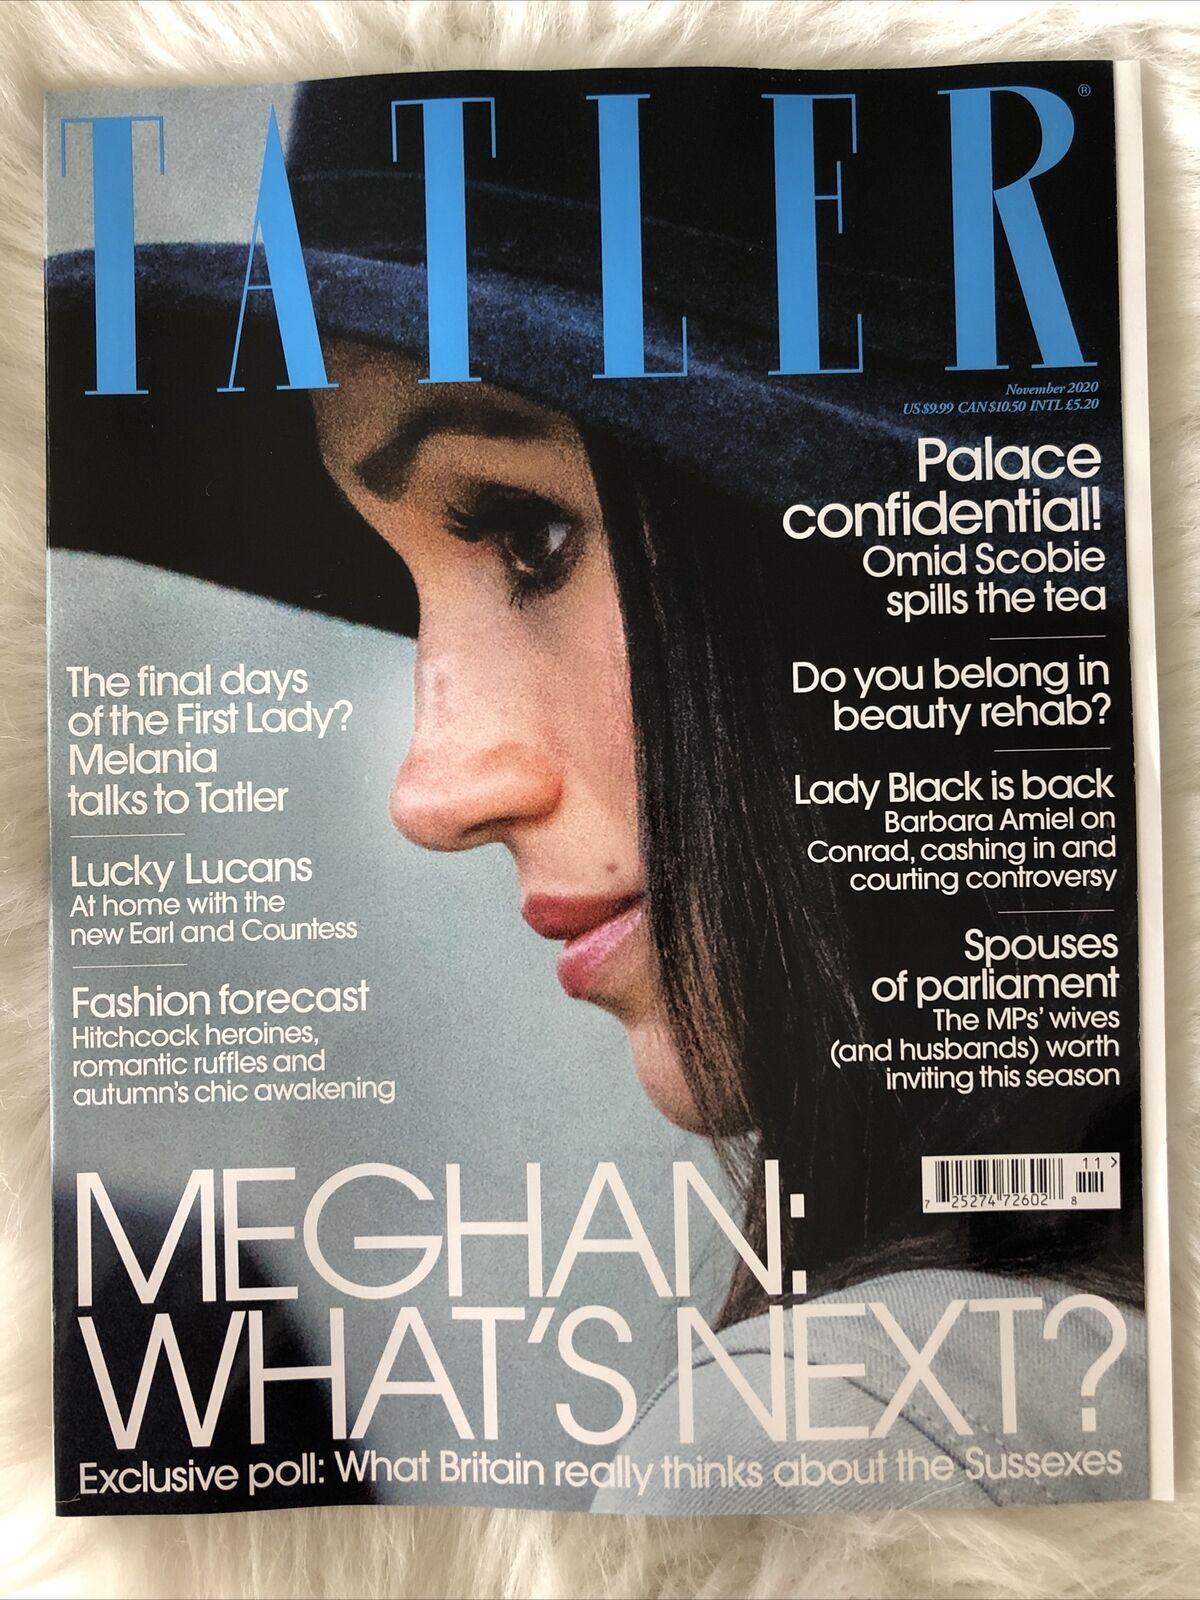 TATLER®
November 2020
US $9.99 CAN $10.50 INTL £5.20
Palace
confidential!
Omid Scobie
spills the tea
Do you belong in
beauty rehab?
Lady Black is back
Barbara Amiel on
Conrad, cashing in and
courting controversy
Spouses
of parliament
The MPs' wives
(and husbands) worth
inviting this season
The final days
of the First Lady?
Melania
talks to Tatler
Lucky Lucans
At home with the
new Earl and Countess
Fashion forecast
Hitchcock heroines,
romantic ruffles and
autumn's chic awakening
11>
7 25274 72602 8
MEGHAN:
WHAT'S NEXT?
Exclusive poll: What Britain really thinks about the Sussexes